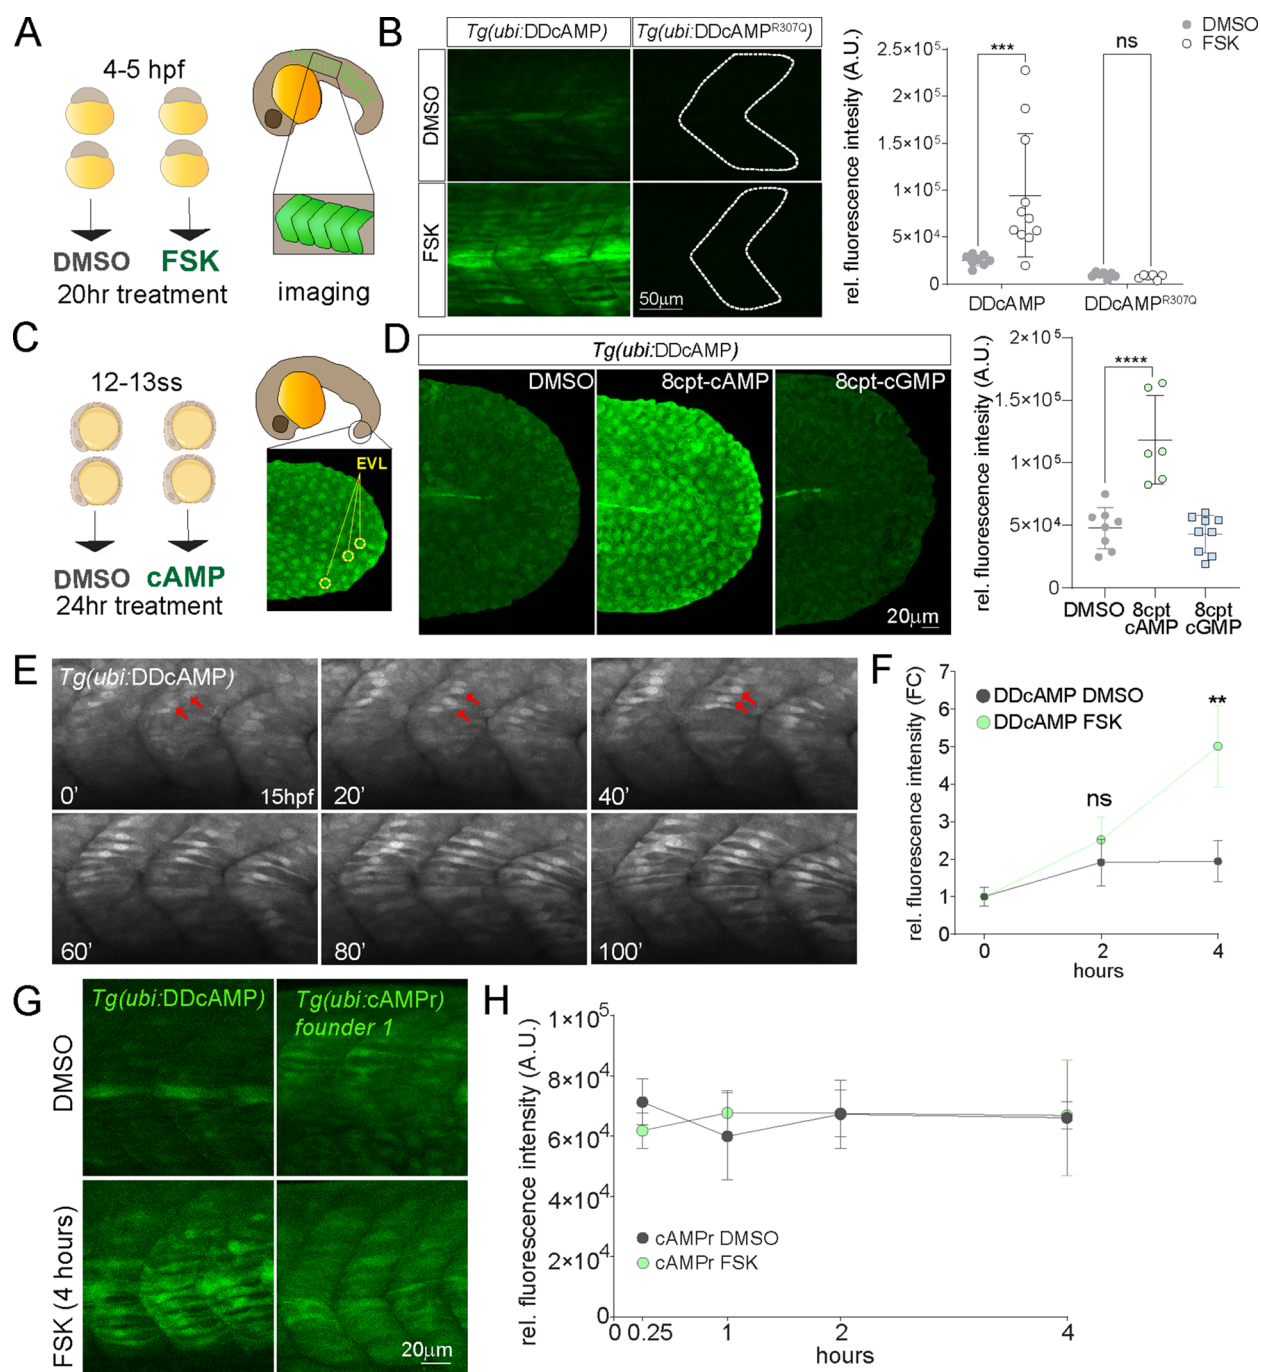 A
4-5 hpf
DMSO FSK
20hr treatment
imaging
B
Tg(ubi:DDcAMP)
Tg(ubi:DDcAMP^R307Q)
DMSO
FSK
50µm
rel. fluorescence intesity (A.U.)
2.5×10⁵
2×10⁵
1.5×10⁵
1×10⁵
5×10⁴
0
***
ns
DDcAMP
DDcAMP^R307Q
DMSO
FSK
C
12-13ss
DMSO cAMP
24hr treatment
EVL
D
Tg(ubi:DDcAMP)
DMSO
8cpt-cAMP
8cpt-cGMP
20µm
rel. fluorescence intesity (A.U.)
2×10⁵
1.5×10⁵
1×10⁵
5×10⁴
0
****
DMSO 8cpt 8cpt
cAMP cGMP
E
Tg(ubi:DDcAMP)
0’
15hpf
20’
40’
60’
80’
100’
F
rel. fluorescence intensity (FC)
7
6
5
4
3
2
1
0
DDcAMP DMSO
DDcAMP FSK
ns
**
0 2 4
hours
G
Tg(ubi:DDcAMP)
Tg(ubi:cAMPr)
founder 1
DMSO
FSK (4 hours)
20µm
H
rel. fluorescence intensity (A.U.)
1×10⁵
8×10⁴
6×10⁴
4×10⁴
2×10⁴
0
cAMPr DMSO
cAMPr FSK
0 0.25 1 2 4
hours